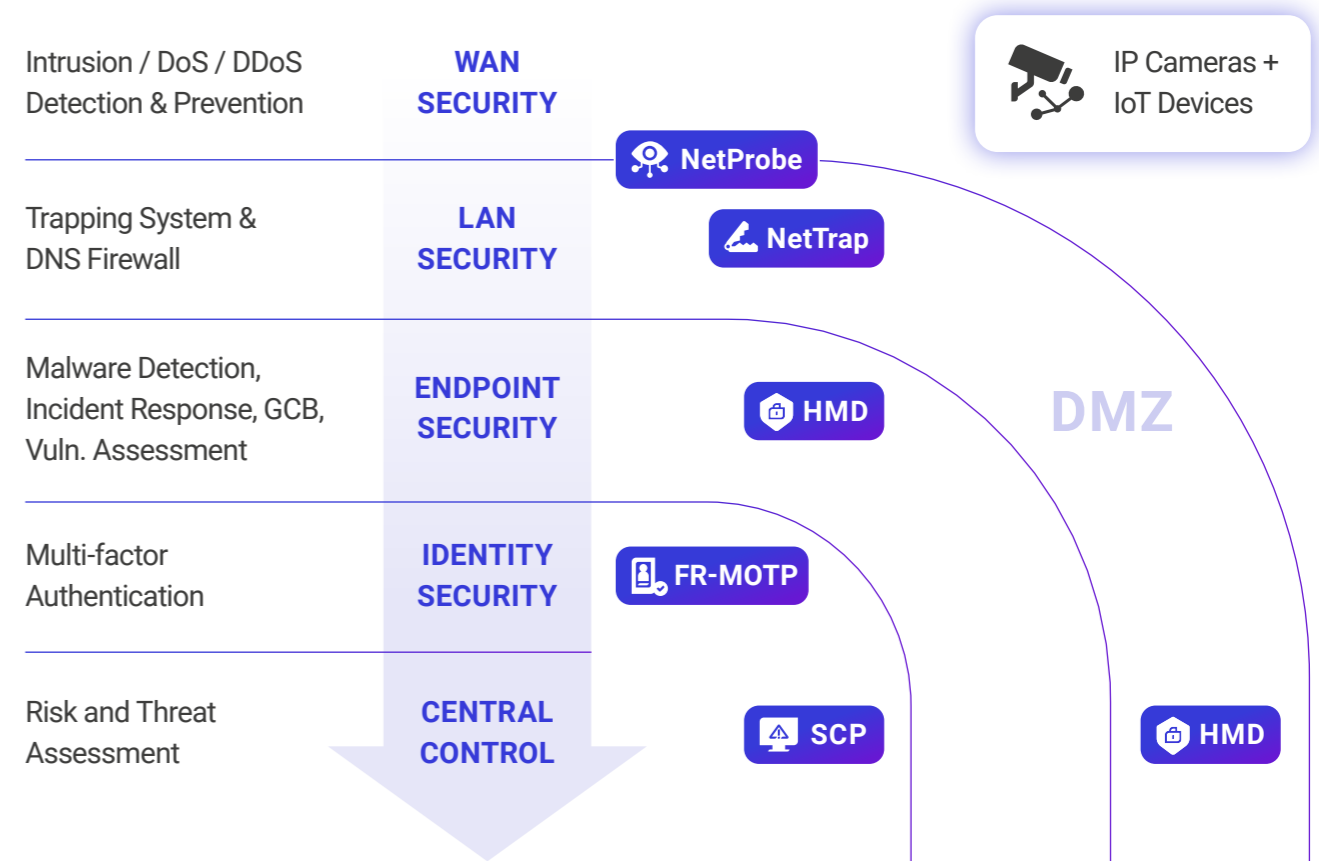 Intrusion / DoS / DDoS
Detection & Prevention
WAN
SECURITY
IP Cameras +
IoT Devices
NetProbe
Trapping System &
DNS Firewall
LAN
SECURITY
NetTrap
Malware Detection,
Incident Response, GCB,
Vuln. Assessment
ENDPOINT
SECURITY
HMD
DMZ
Multi-factor
Authentication
IDENTITY
SECURITY
FR-MOTP
Risk and Threat
Assessment
CENTRAL
CONTROL
SCP
HMD